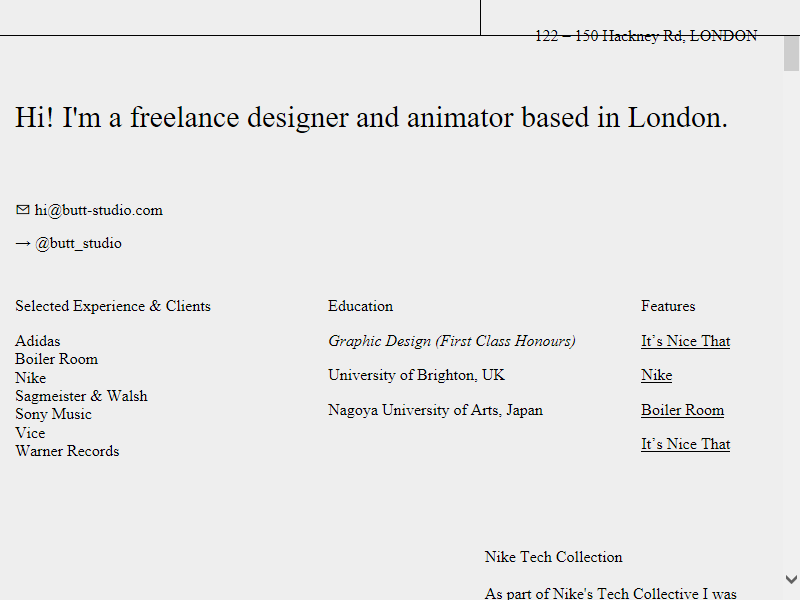 122 – 150 Hackney Rd, LONDON
Hi! I'm a freelance designer and animator based in London.
✉ hi@butt-studio.com
→ @butt_studio
Selected Experience & Clients
Adidas
Boiler Room
Nike
Sagmeister & Walsh
Sony Music
Vice
Warner Records
Education
Graphic Design (First Class Honours)
University of Brighton, UK
Nagoya University of Arts, Japan
Features
It’s Nice That
Nike
Boiler Room
It’s Nice That
Nike Tech Collection
As part of Nike's Tech Collective I was